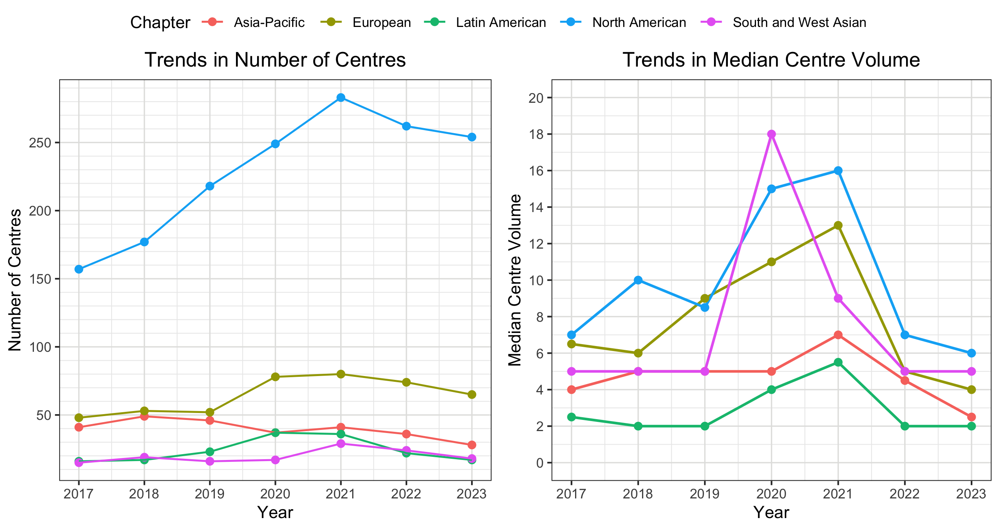 Chapter Asia-Pacific European Latin American North American South and West Asian
Trends in Number of Centres
Number of Centres
250
200
150
100
50
2017 2018 2019 2020 2021 2022 2023
Year
Trends in Median Centre Volume
Median Centre Volume
20
18
16
14
12
10
8
6
4
2
0
2017 2018 2019 2020 2021 2022 2023
Year